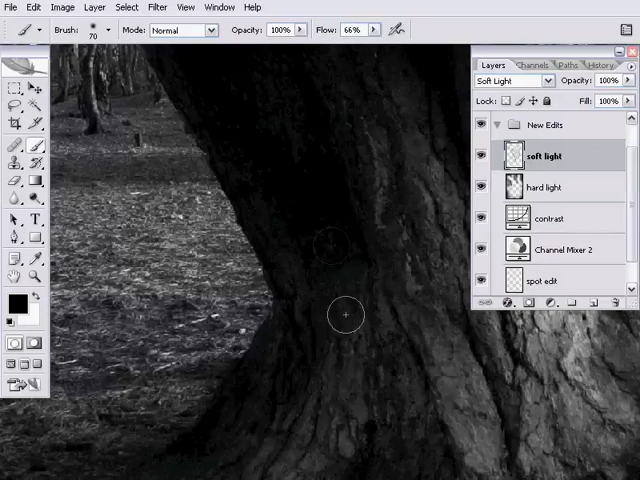 File Edit Image Layer Select Filter View Window Help
Brush: 70 Mode: Normal Opacity: 100% Flow: 66%
Layers Channels Paths History
Soft Light Opacity: 100%
Lock: Fill: 100%
New Edits
soft light
hard light
contrast
Channel Mixer 2
spot edit